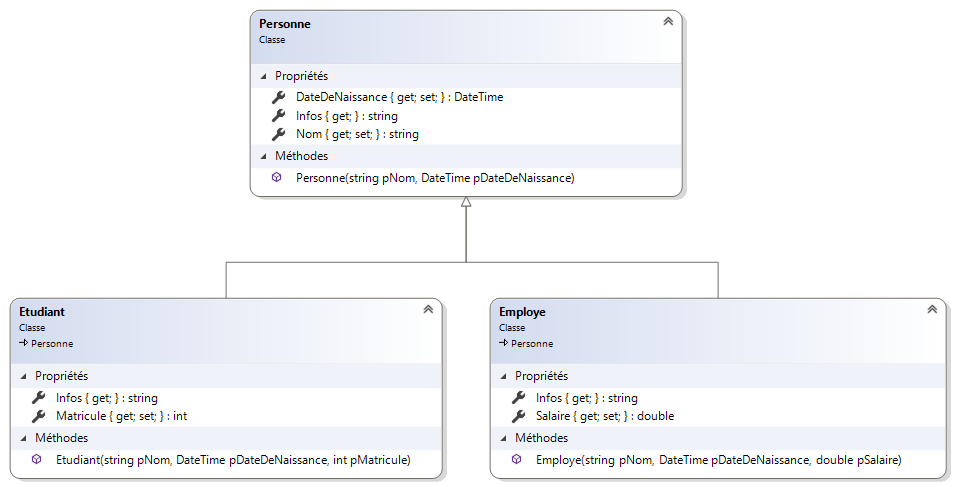 Personne
Classe
Propriétés
DateDeNaissance { get; set; } : DateTime
Infos { get; } : string
Nom { get; set; } : string
Méthodes
Personne(string pNom, DateTime pDateDeNaissance)
Etudiant
Classe
Personne
Propriétés
Infos { get; } : string
Matricule { get; set; } : int
Méthodes
Etudiant(string pNom, DateTime pDateDeNaissance, int pMatricule)
Employe
Classe
Personne
Propriétés
Infos { get; } : string
Salaire { get; set; } : double
Méthodes
Employe(string pNom, DateTime pDateDeNaissance, double pSalaire)